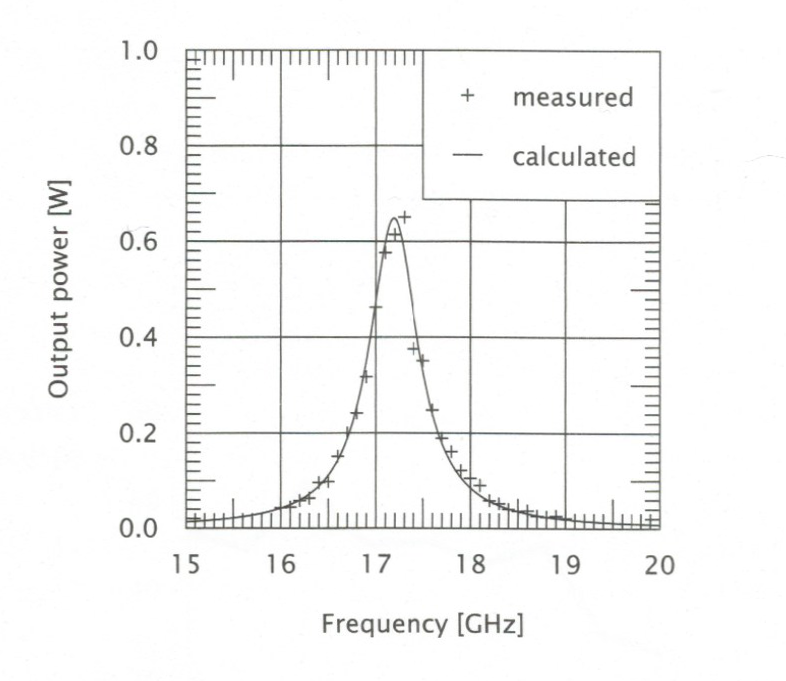 1.0
+ measured
0.8
— calculated
Output power [W]
0.6
0.4
0.2
0.0
15 16 17 18 19 20
Frequency [GHz]